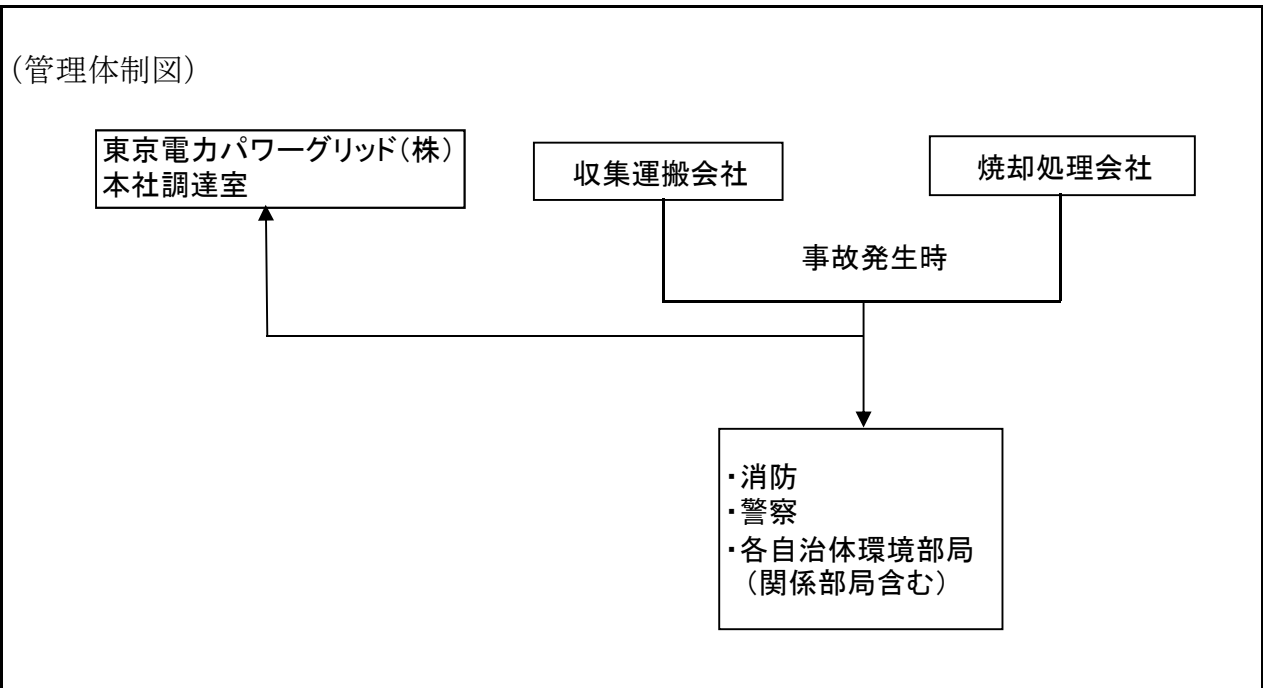 （管理体制図）
東京電力パワーグリッド（株）
本社調達室
収集運搬会社
焼却処理会社
事故発生時
・消防
・警察
・各自治体環境部局
（関係部局含む）